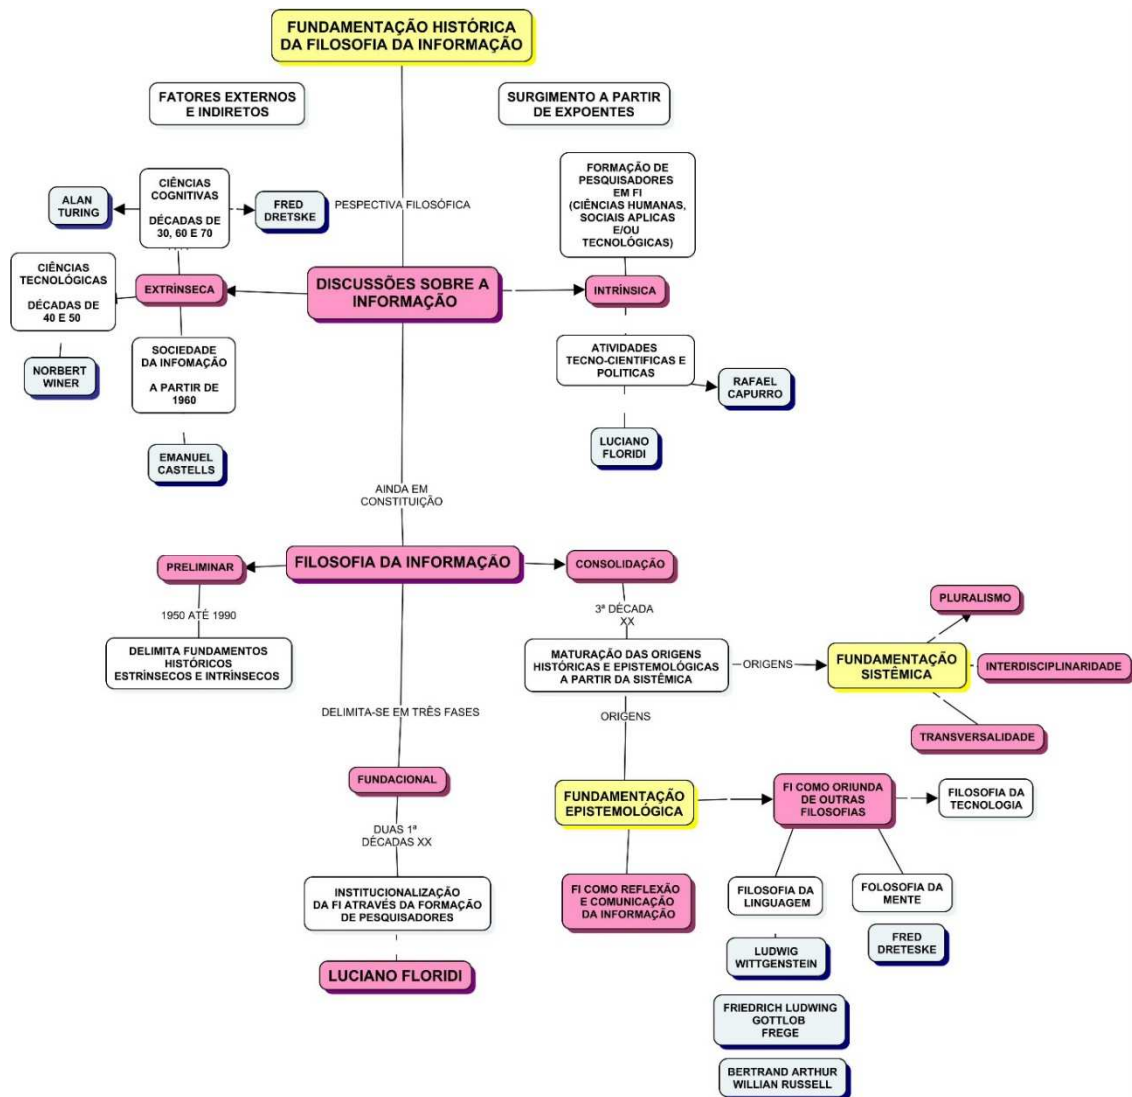 FUNDAMENTAÇÃO HISTÓRICA
DA FILOSOFIA DA INFORMAÇÃO
FATORES EXTERNOS
E INDIRETOS
SURGIMENTO A PARTIR
DE EXPOENTES
ALAN
TURING
CIÊNCIAS
COGNITIVAS
DÉCADAS DE
30, 60 E 70
FRED
DRETSKE
PESPECTIVA FILOSÓFICA
FORMAÇÃO DE
PESQUISADORES
EM FI
(CIÊNCIAS HUMANAS,
SOCIAIS APLICAS
E/OU
TECNOLÓGICAS)
CIÊNCIAS
TECNOLÓGICAS
DÉCADAS DE
40 E 50
EXTRÍNSECA
DISCUSSÕES SOBRE A
INFORMAÇÃO
INTRÍNSICA
NORBERT
WINER
SOCIEDADE
DA INFOMAÇÃO
A PARTIR DE
1960
ATIVIDADES
TECNO-CIENTIFICAS E
POLITICAS
RAFAEL
CAPURRO
EMANUEL
CASTELLS
LUCIANO
FLORIDI
AINDA EM
CONSTITUIÇÃO
PRELIMINAR
FILOSOFIA DA INFORMAÇÃO
CONSOLIDAÇÃO
1950 ATÉ 1990
DELIMITA FUNDAMENTOS
HISTÓRICOS
ESTRÍNSECOS E INTRÍNSECOS
3ª DÉCADA
XX
MATURAÇÃO DAS ORIGENS
HISTÓRICAS E EPISTEMOLÓGICAS
A PARTIR DA SISTÊMICA
ORIGENS
FUNDAMENTAÇÃO
SISTÊMICA
PLURALISMO
INTERDISCIPLINARIDADE
TRANSVERSALIDADE
DELIMITA-SE EM TRÊS FASES
ORIGENS
FUNDACIONAL
DUAS 1ª
DÉCADAS XX
INSTITUCIONALIZAÇÃO
DA FI ATRAVÉS DA FORMAÇÃO
DE PESQUISADORES
LUCIANO FLORIDI
FUNDAMENTAÇÃO
EPISTEMOLÓGICA
FI COMO ORIUNDA
DE OUTRAS
FILOSOFIAS
FILOSOFIA DA
TECNOLOGIA
FI COMO REFLEXÃO
E COMUNICAÇÃO
DA INFORMAÇÃO
FILOSOFIA DA
LINGUAGEM
FOLOSOFIA DA
MENTE
LUDWIG
WITTGENSTEIN
FRED
DRETESKE
FRIEDRICH LUDWING
GOTTLOB
FREGE
BERTRAND ARTHUR
WILLIAN RUSSELL